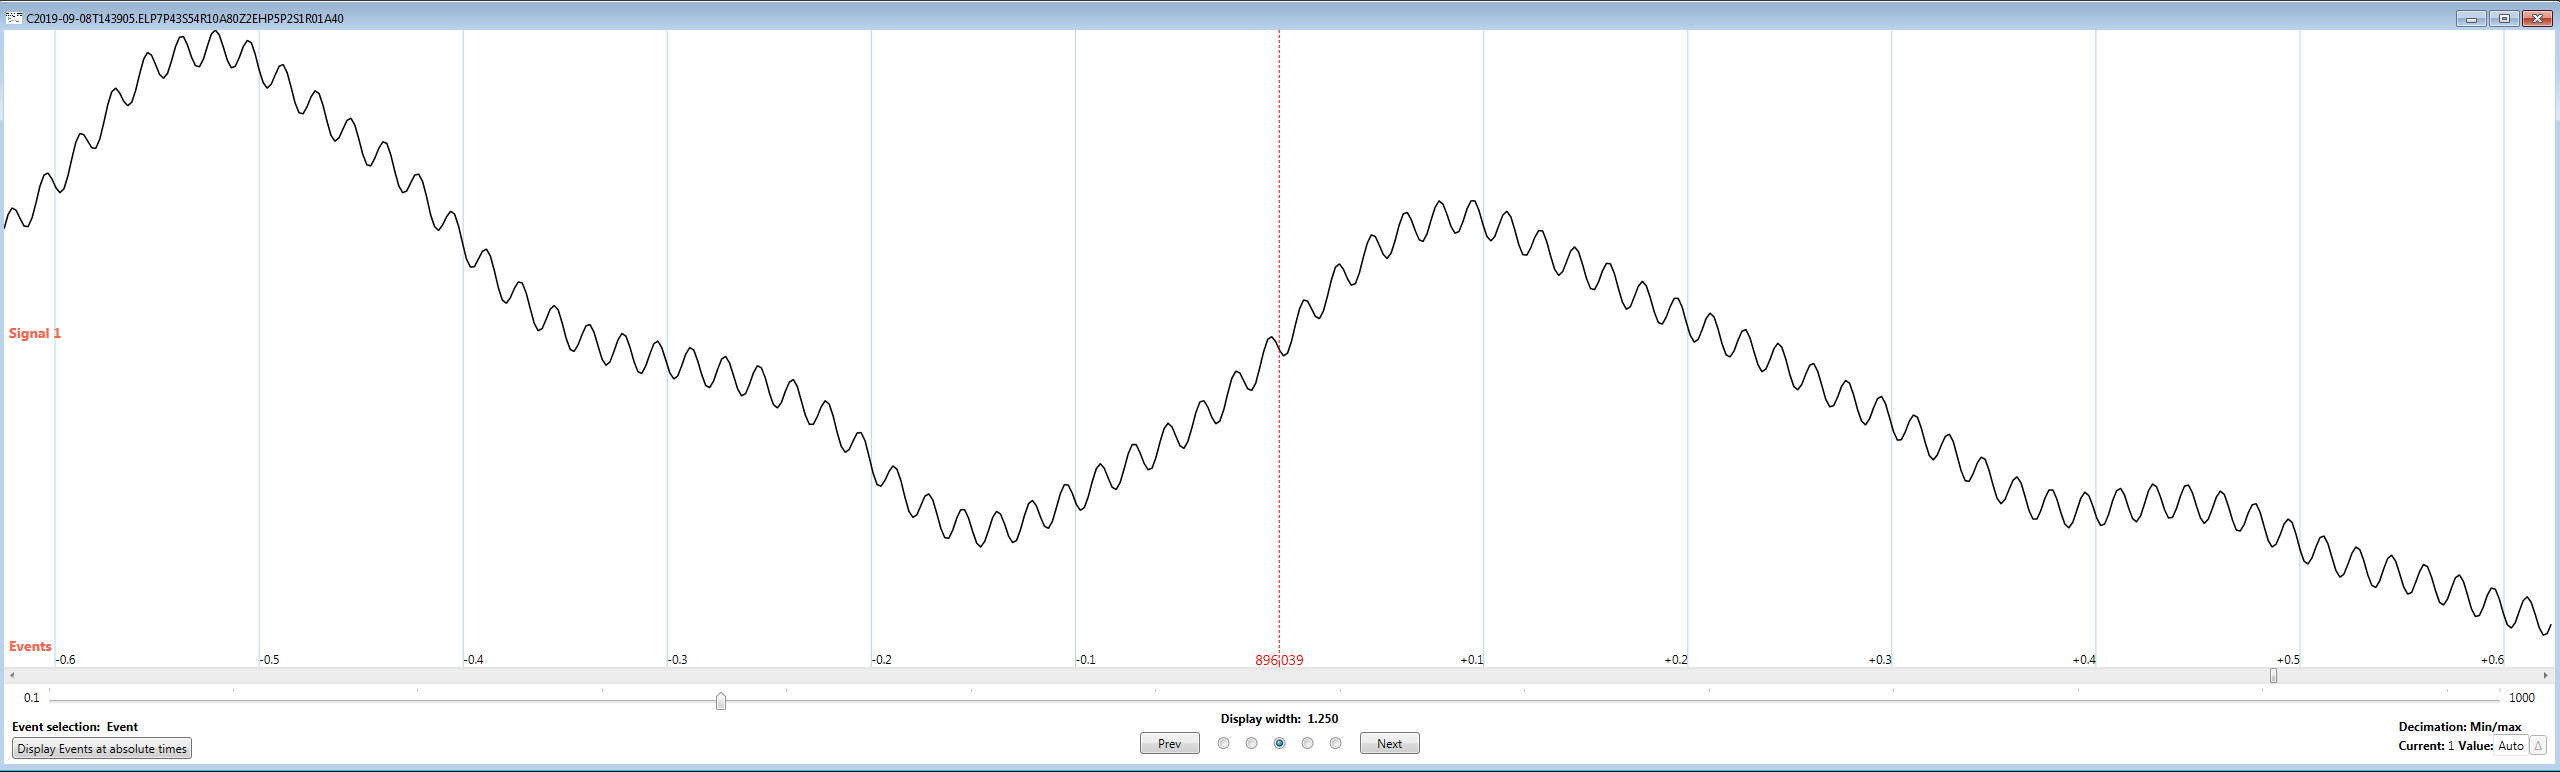 C2019-09-08T143905.ELP7P43S54R10A80Z2EHP5P2S1R01A40
Signal 1
Events
-0.6 -0.5 -0.4 -0.3 -0.2 -0.1 896,039 +0.1 +0.2 +0.3 +0.4 +0.5 +0.6
0.1 1000
Display width: 1.250
Event selection: Event
Decimation: Min/max
Display Events at absolute times
Prev Next
Current: 1 Value: Auto Δ